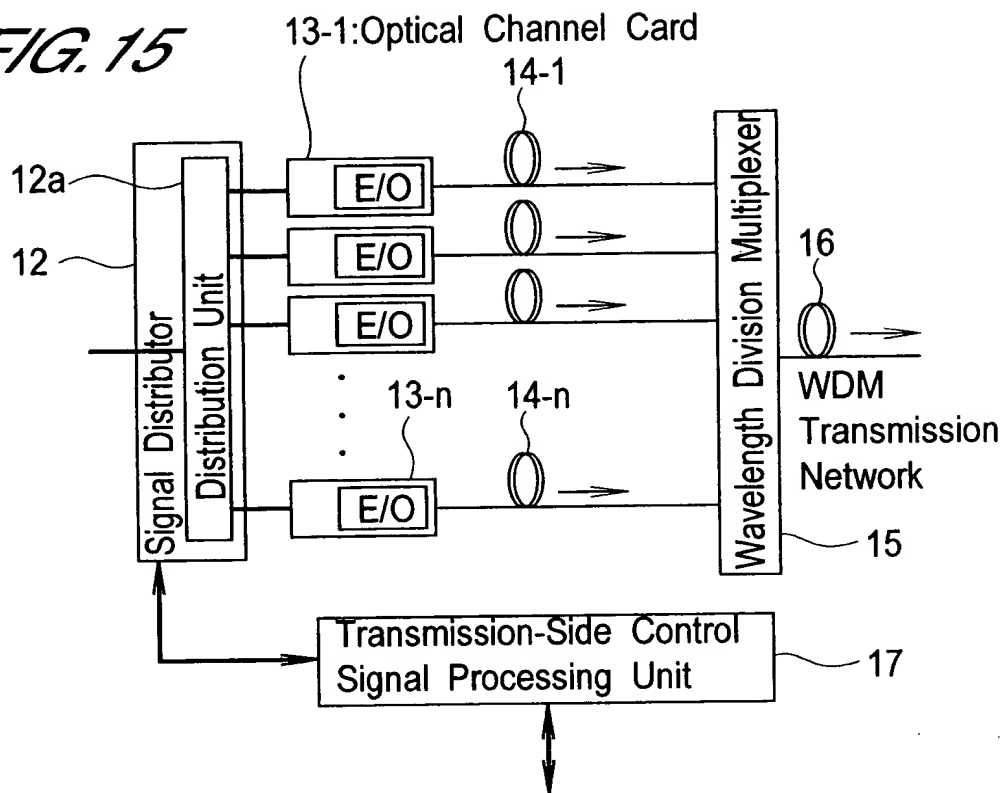 FIG. 15
13-1:Optical Channel Card
14-1
12a
12
Signal Distributor
Distribution Unit
E/O
E/O
E/O
13-n
14-n
E/O
Wavelength Division Multiplexer
16
WDM
Transmission
Network
15
Transmission-Side Control
Signal Processing Unit
17